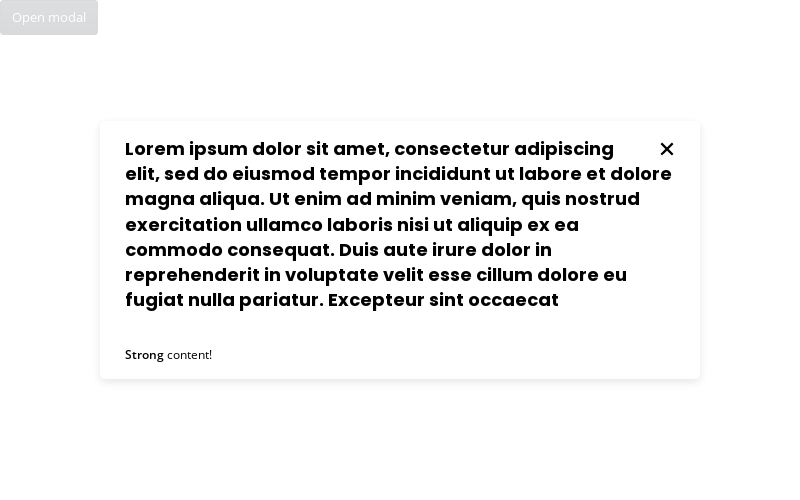 Open modal
Lorem ipsum dolor sit amet, consectetur adipiscing
elit, sed do eiusmod tempor incididunt ut labore et dolore
magna aliqua. Ut enim ad minim veniam, quis nostrud
exercitation ullamco laboris nisi ut aliquip ex ea
commodo consequat. Duis aute irure dolor in
reprehenderit in voluptate velit esse cillum dolore eu
fugiat nulla pariatur. Excepteur sint occaecat
Strong content!